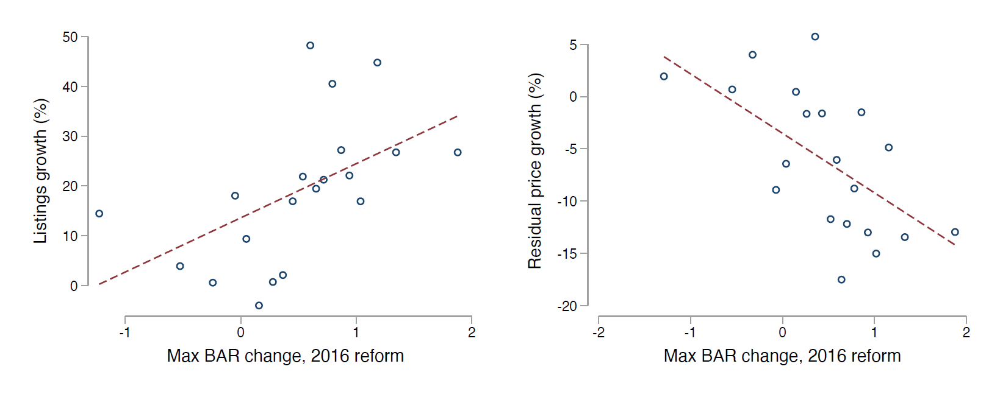 50
40
30
20
10
0
Listings growth (%)
-1 0 1 2
Max BAR change, 2016 reform
5
0
-5
-10
-15
-20
Residual price growth (%)
-2 -1 0 1 2
Max BAR change, 2016 reform